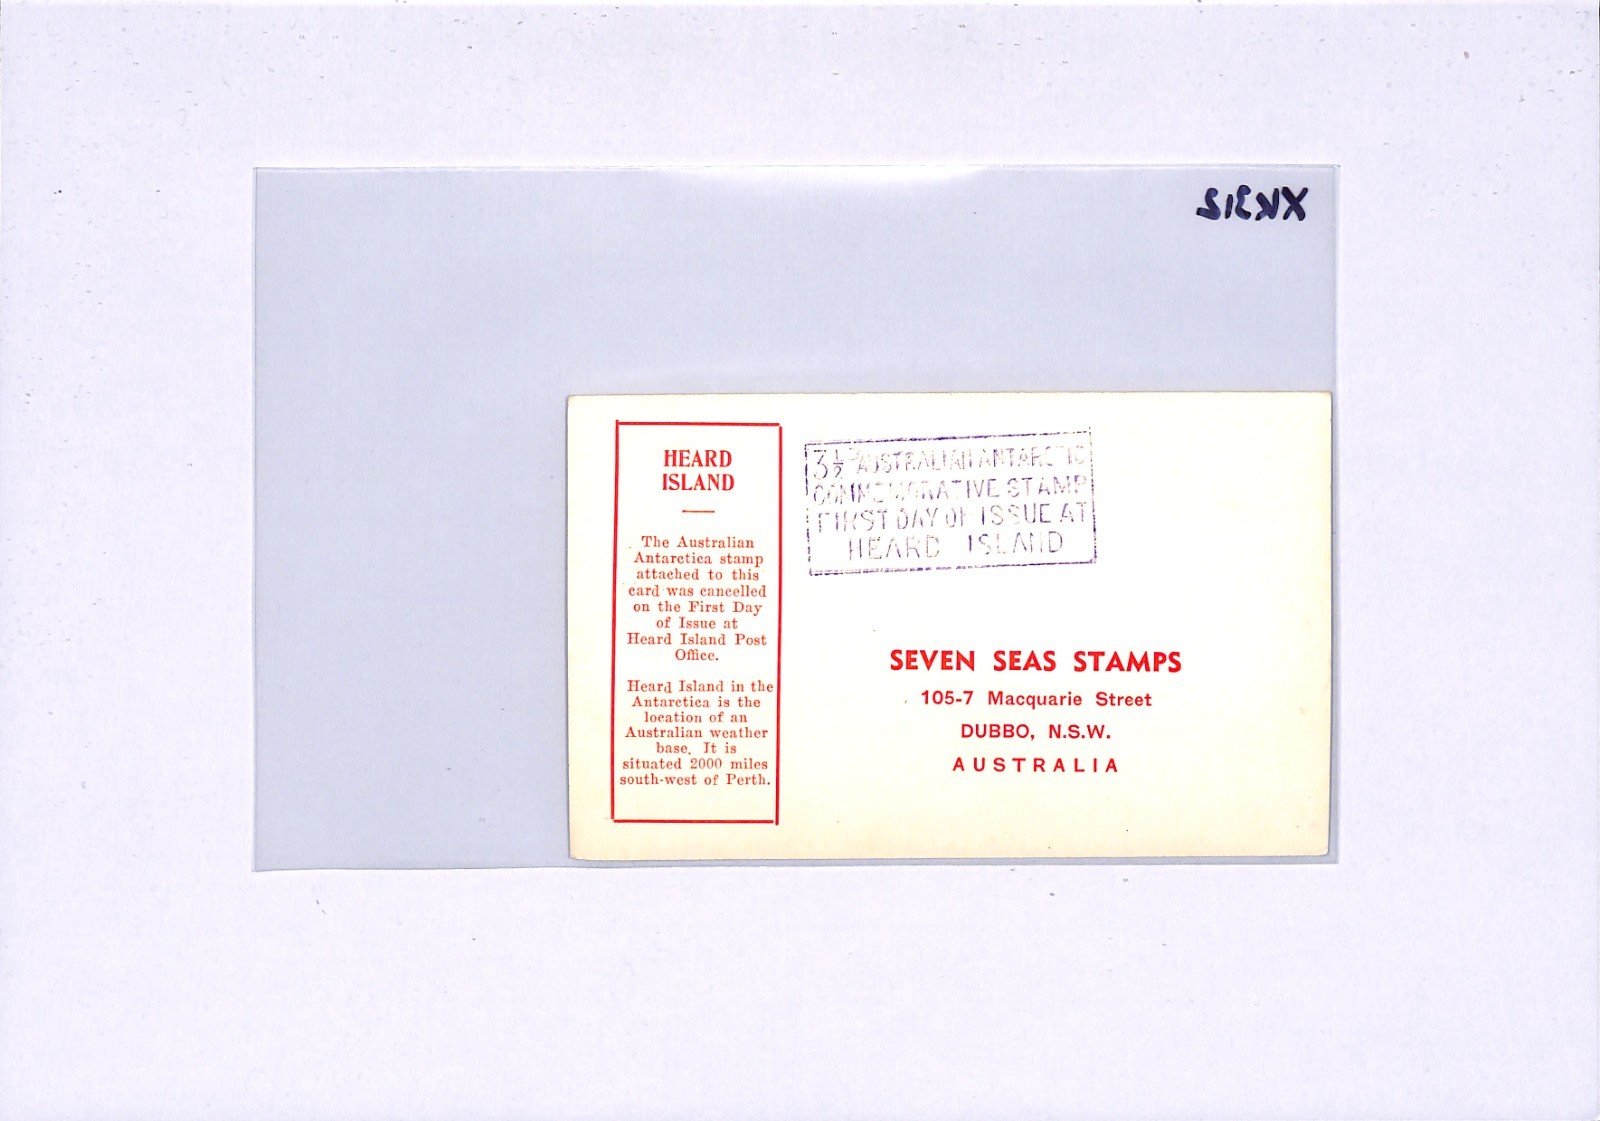 HEARD
ISLAND
The Australian
Antarctica stamp
attached to this
card was cancelled
on the First Day
of Issue at
Heard Island Post
Office.
Heard Island in the
Antarctica is the
location of an
Australian weather
base. It is
situated 2000 miles
south-west of Perth.
3½D AUSTRALIAN ANTARCTIC
COMMEMORATIVE STAMP
FIRST DAY OF ISSUE AT
HEARD ISLAND
SEVEN SEAS STAMPS
105-7 Macquarie Street
DUBBO, N.S.W.
AUSTRALIA